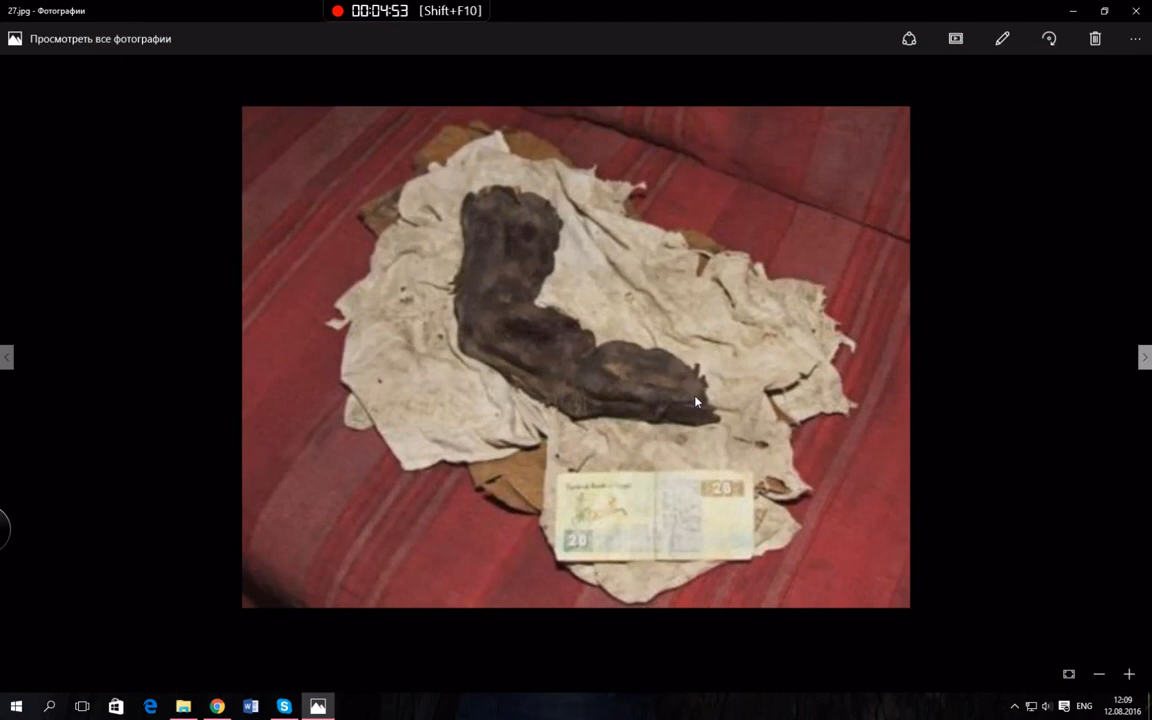 27.jpg - Фотографии
00:04:53 [Shift+F10]
Просмотреть все фотографии
20
20
ENG
12:09
12.08.2016